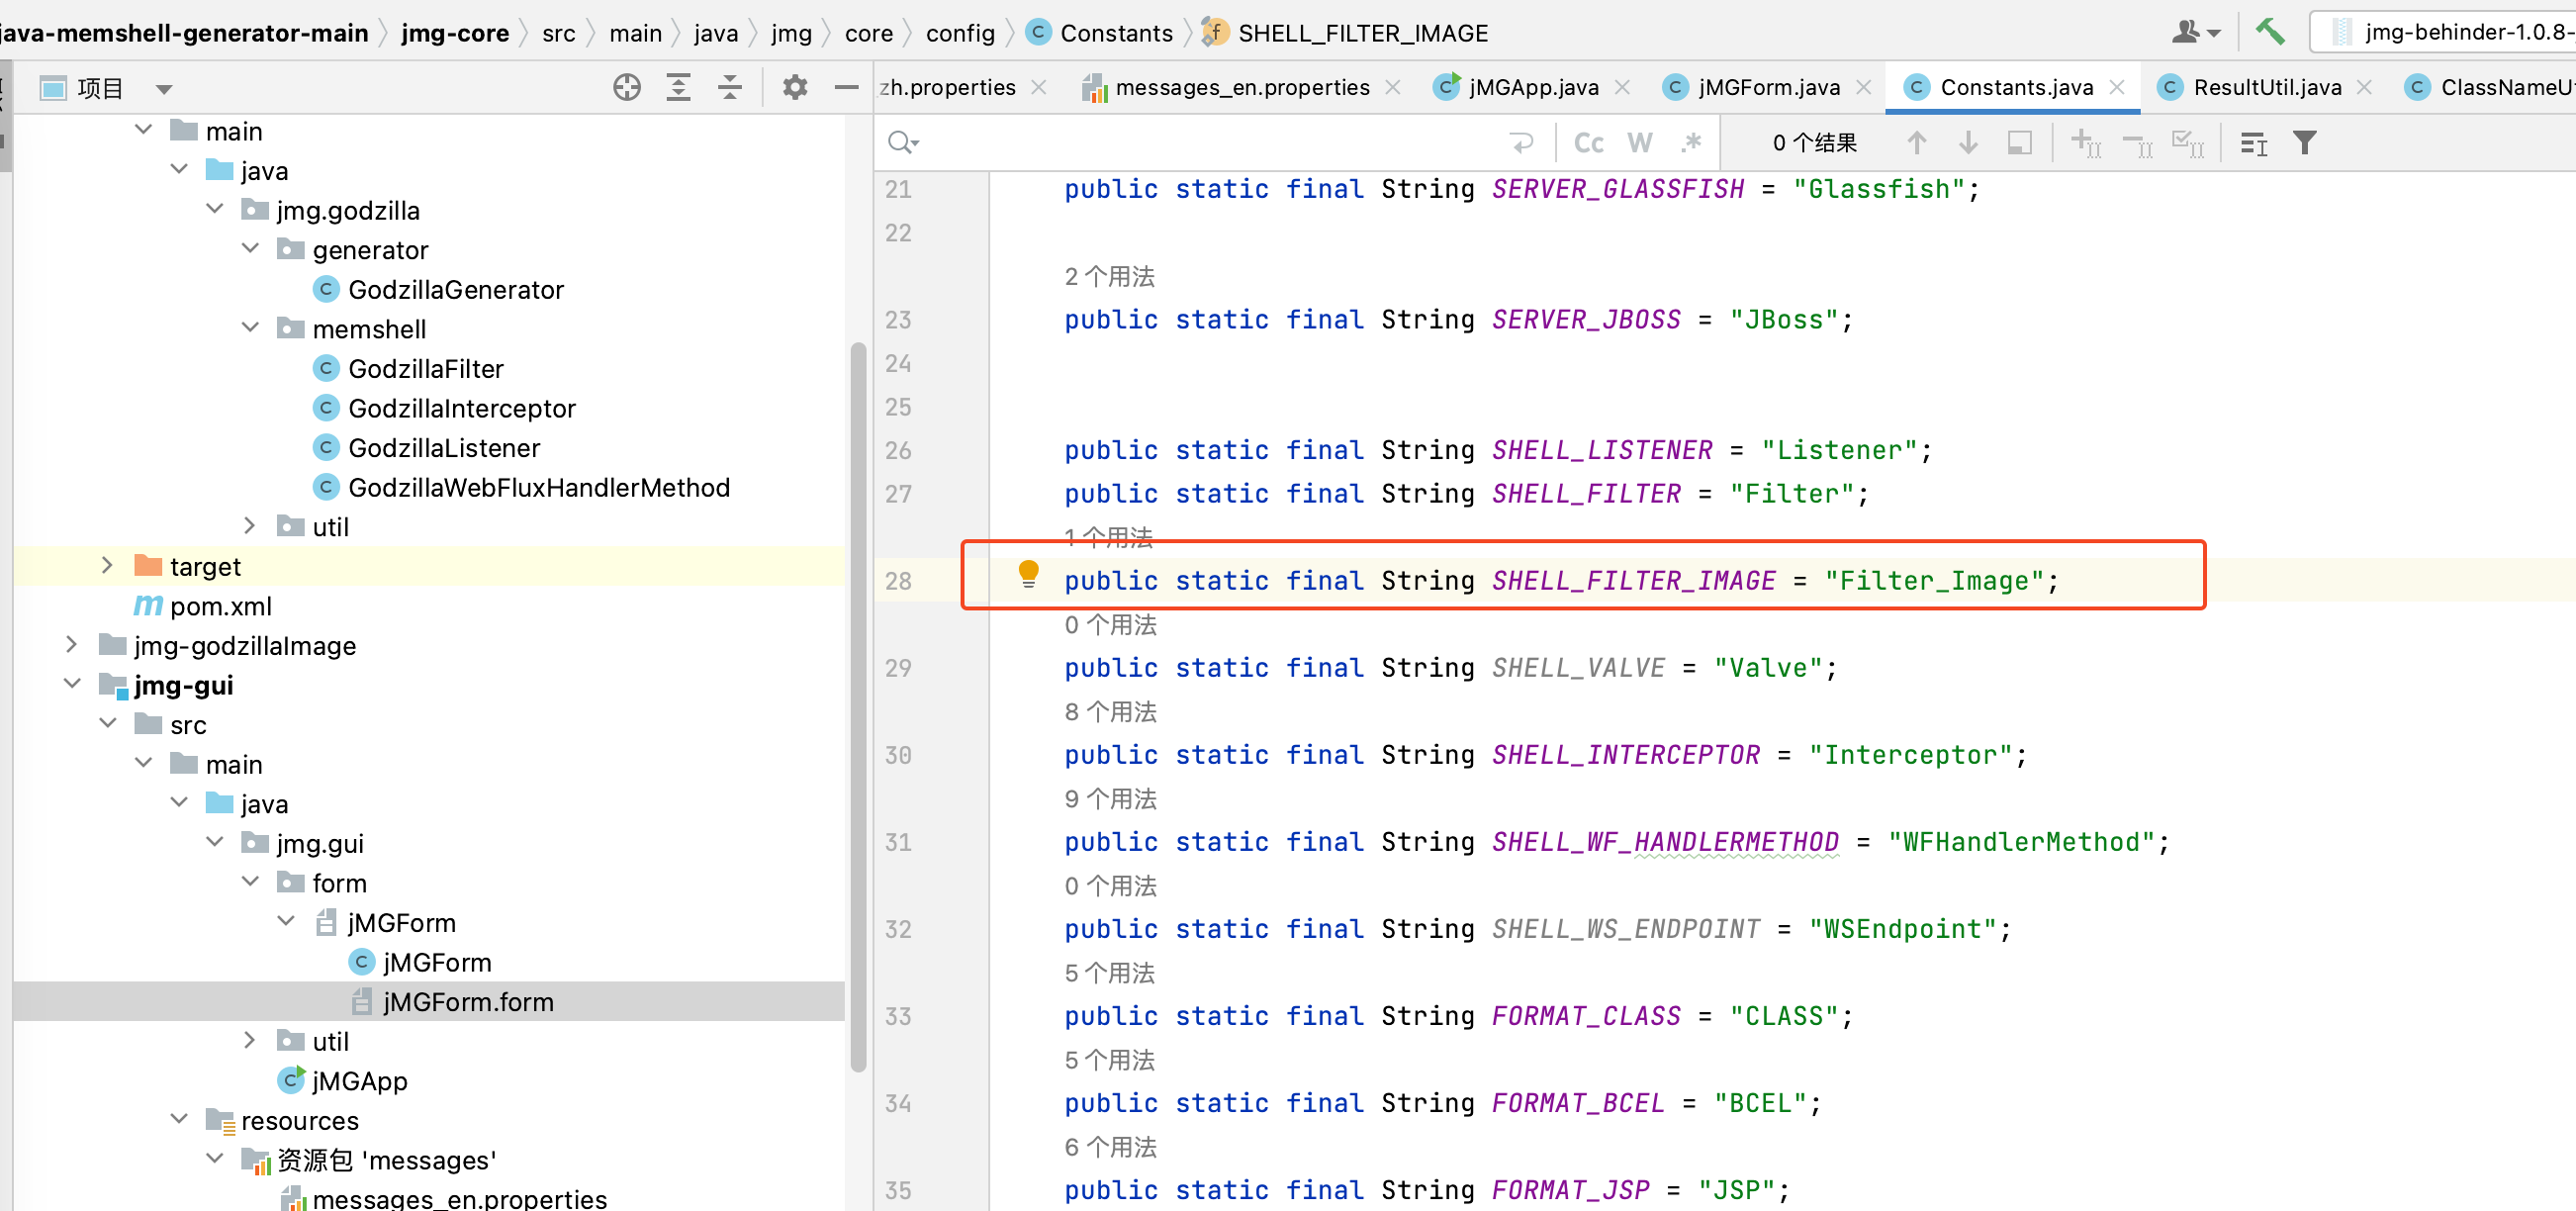 java-memshell-generator-main jmg-core src main java jmg core config Constants SHELL_FILTER_IMAGE jmg-behinder-1.0.8-
项目
zh.properties messages_en.properties jMGApp.java jMGForm.java Constants.java ResultUtil.java ClassNameU
Cc W .* 0 个结果
main
java
jmg.godzilla
generator
GodzillaGenerator
memshell
GodzillaFilter
GodzillaInterceptor
GodzillaListener
GodzillaWebFluxHandlerMethod
util
target
pom.xml
jmg-godzillaImage
jmg-gui
src
main
java
jmg.gui
form
jMGForm
jMGForm
jMGForm.form
util
jMGApp
resources
资源包 'messages'
messages_en.properties
21 public static final String SERVER_GLASSFISH = "Glassfish";
22
2 个用法
23 public static final String SERVER_JBOSS = "JBoss";
24
25
26 public static final String SHELL_LISTENER = "Listener";
27 public static final String SHELL_FILTER = "Filter";
1 个用法
28 public static final String SHELL_FILTER_IMAGE = "Filter_Image";
0 个用法
29 public static final String SHELL_VALVE = "Valve";
8 个用法
30 public static final String SHELL_INTERCEPTOR = "Interceptor";
9 个用法
31 public static final String SHELL_WF_HANDLERMETHOD = "WFHandlerMethod";
0 个用法
32 public static final String SHELL_WS_ENDPOINT = "WSEndpoint";
5 个用法
33 public static final String FORMAT_CLASS = "CLASS";
5 个用法
34 public static final String FORMAT_BCEL = "BCEL";
6 个用法
35 public static final String FORMAT_JSP = "JSP";